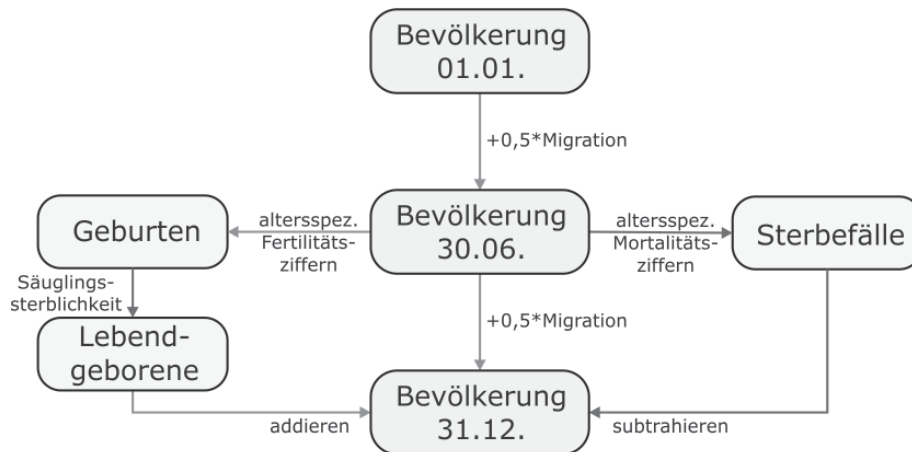 Bevölkerung
01.01.
+0,5*Migration
Geburten
altersspez.
Fertilitäts-
ziffern
Bevölkerung
30.06.
altersspez.
Mortalitäts-
ziffern
Sterbefälle
Säuglings-
sterblichkeit
+0,5*Migration
Lebend-
geborene
addieren
Bevölkerung
31.12.
subtrahieren